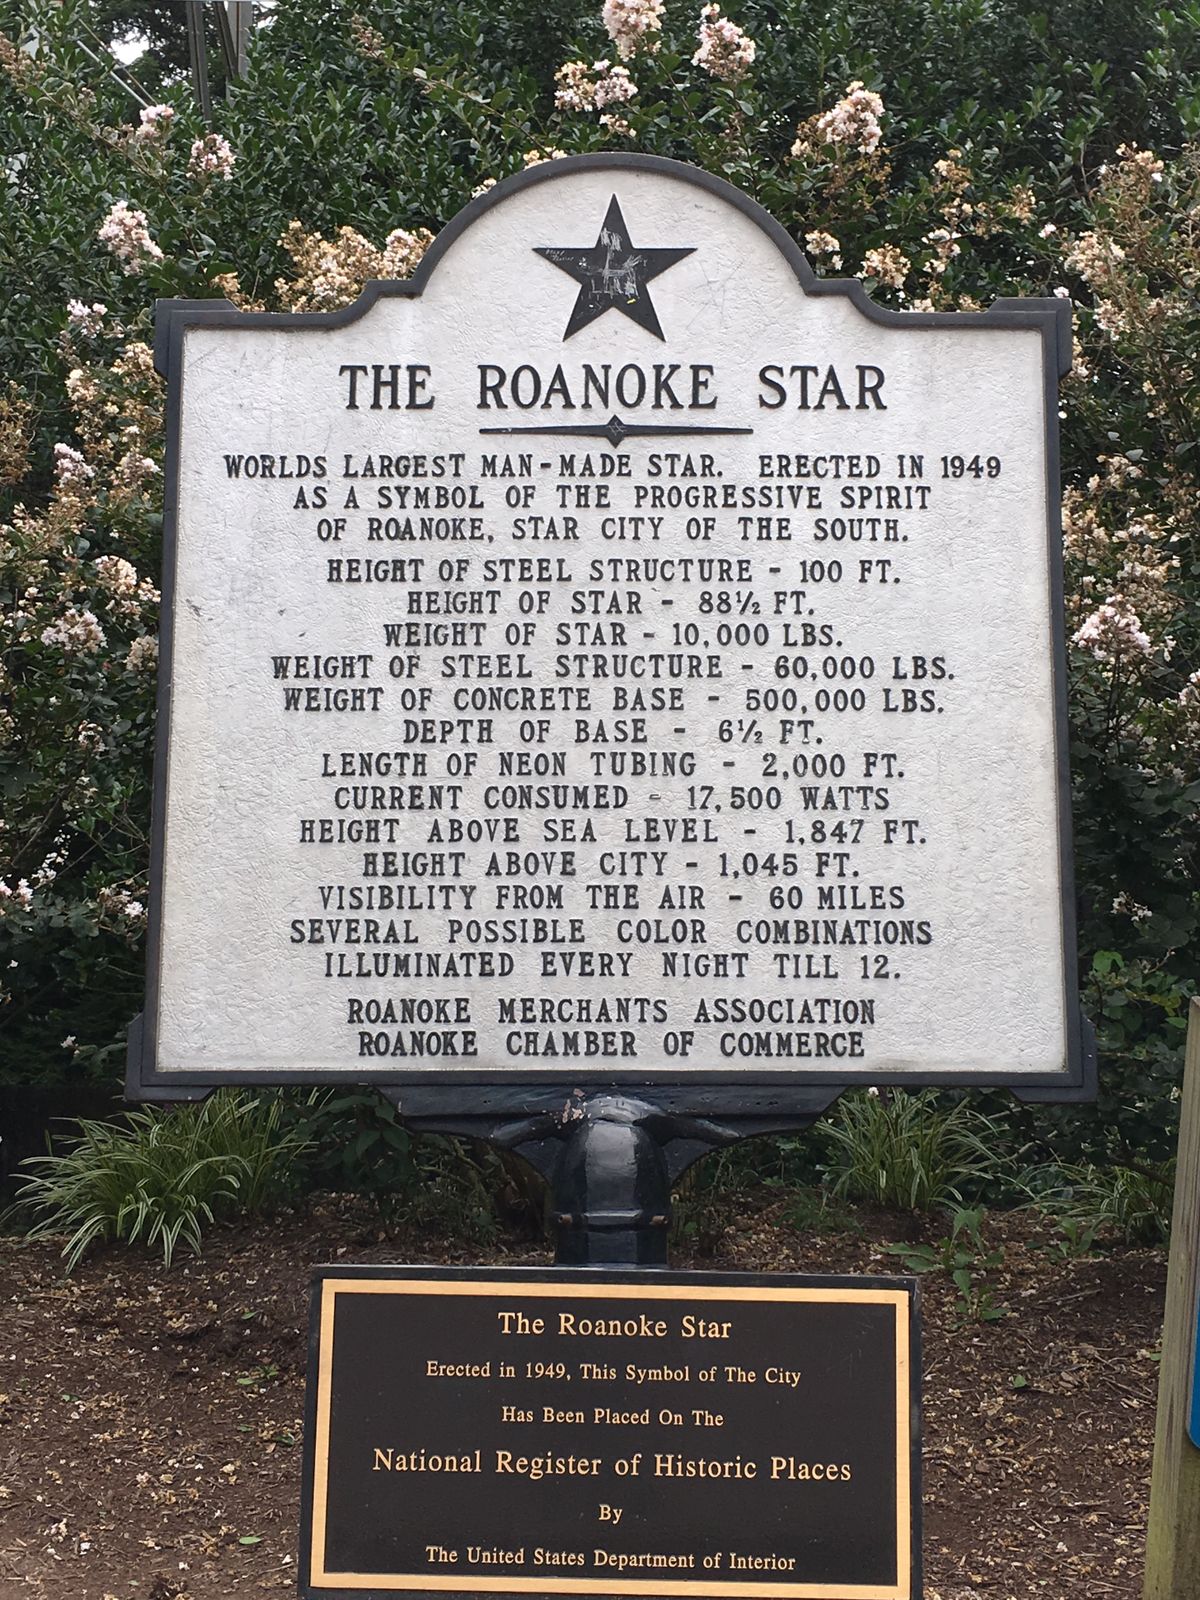 THE ROANOKE STAR
WORLDS LARGEST MAN-MADE STAR. ERECTED IN 1949
AS A SYMBOL OF THE PROGRESSIVE SPIRIT
OF ROANOKE, STAR CITY OF THE SOUTH.
HEIGHT OF STEEL STRUCTURE - 100 FT.
HEIGHT OF STAR - 88½ FT.
WEIGHT OF STAR - 10,000 LBS.
WEIGHT OF STEEL STRUCTURE - 60,000 LBS.
WEIGHT OF CONCRETE BASE - 500,000 LBS.
DEPTH OF BASE - 6½ FT.
LENGTH OF NEON TUBING - 2,000 FT.
CURRENT CONSUMED - 17,500 WATTS
HEIGHT ABOVE SEA LEVEL - 1,847 FT.
HEIGHT ABOVE CITY - 1,045 FT.
VISIBILITY FROM THE AIR - 60 MILES
SEVERAL POSSIBLE COLOR COMBINATIONS
ILLUMINATED EVERY NIGHT TILL 12.
ROANOKE MERCHANTS ASSOCIATION
ROANOKE CHAMBER OF COMMERCE
The Roanoke Star
Erected in 1949, This Symbol of The City
Has Been Placed On The
National Register of Historic Places
By
The United States Department of Interior